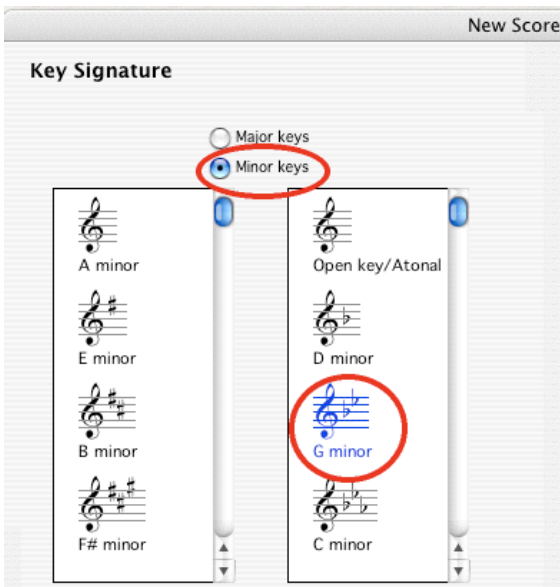 New Score
Key Signature
Major keys
Minor keys
A minor
Open key/Atonal
E minor
D minor
B minor
G minor
F# minor
C minor